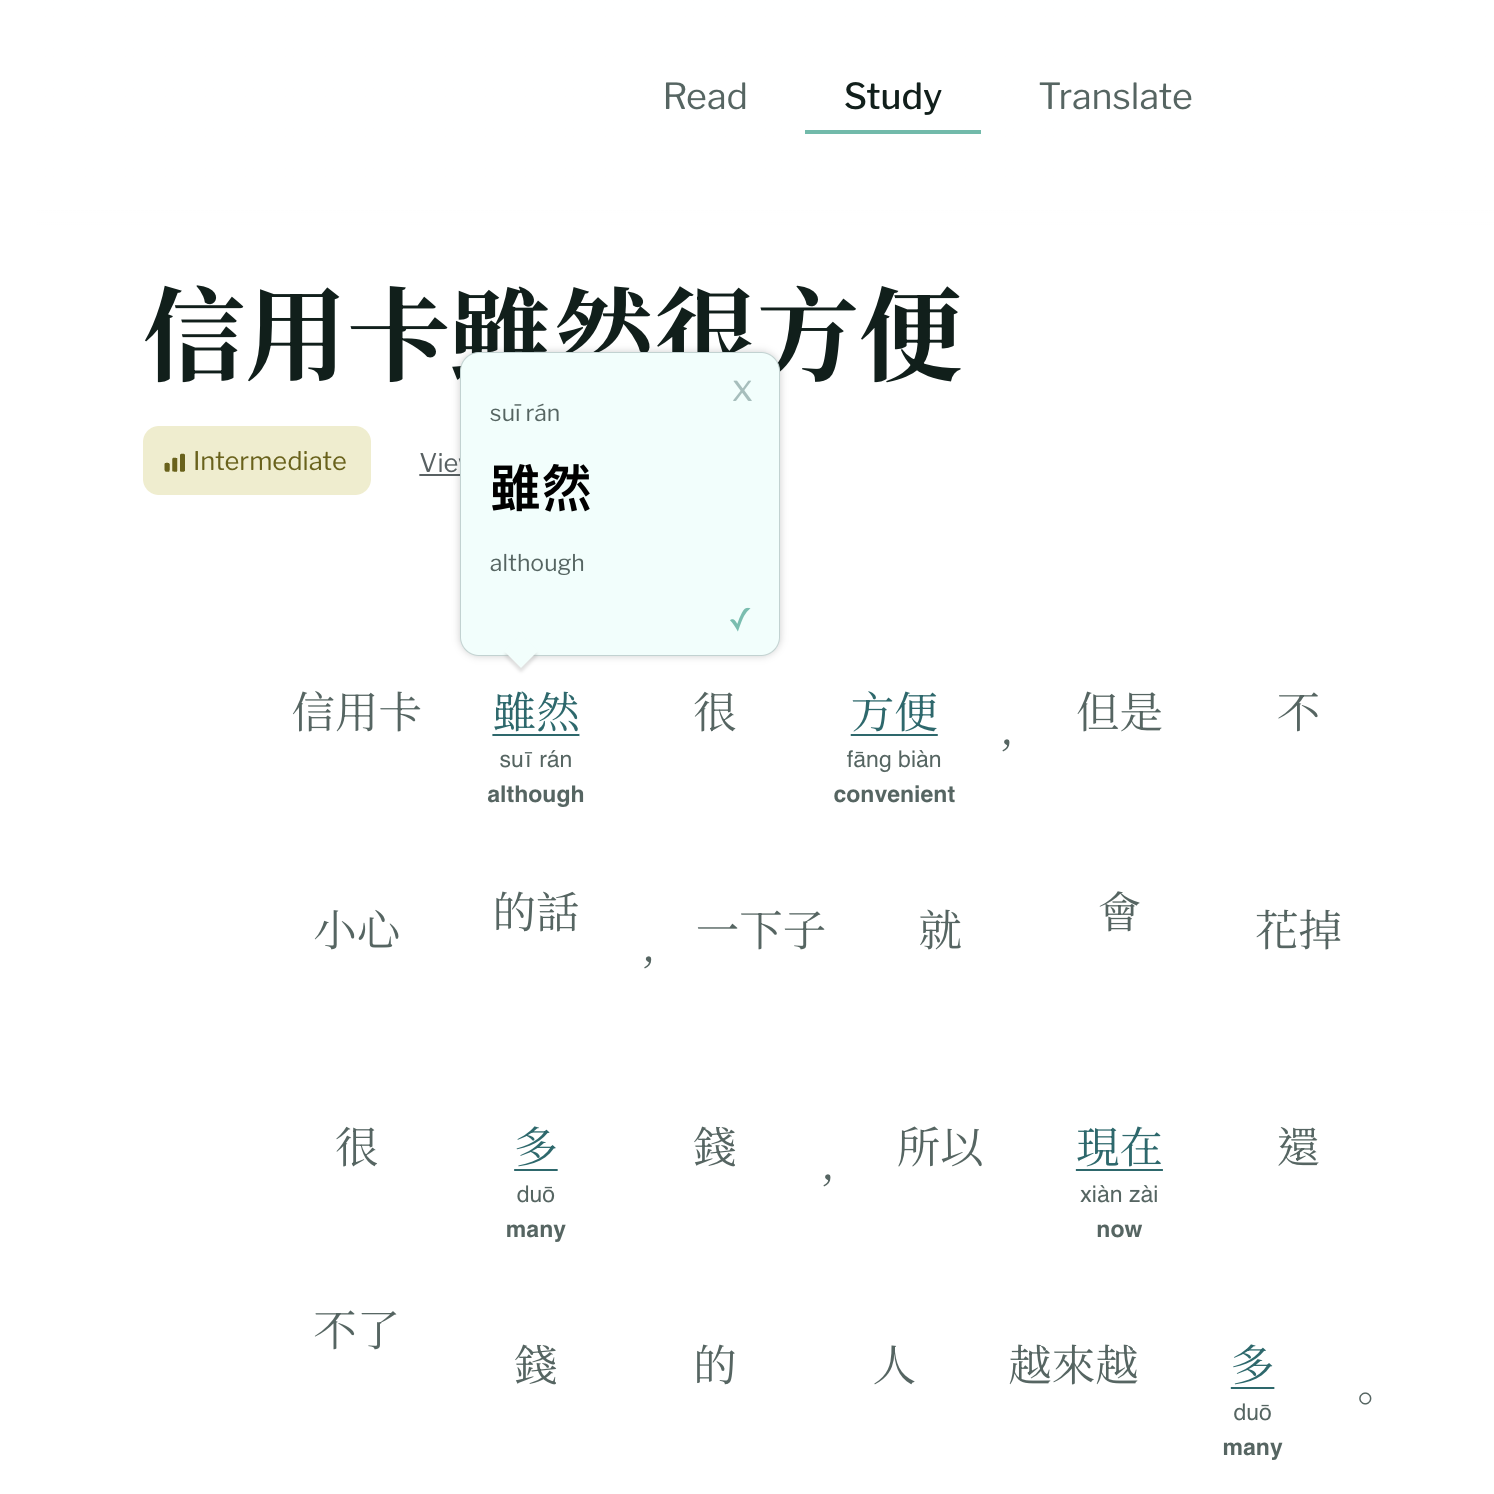 Read Study Translate
信用卡雖然很方便
Intermediate
X
suī rán
雖然
although
信用卡 雖然 很 方便 , 但是 不
suī rán fāng biàn
although convenient
小心 的話 , 一下子 就 會 花掉
很 多 錢 , 所以 現在 還
duō xiàn zài
many now
不了 錢 的 人 越來越 多 。
duō
many